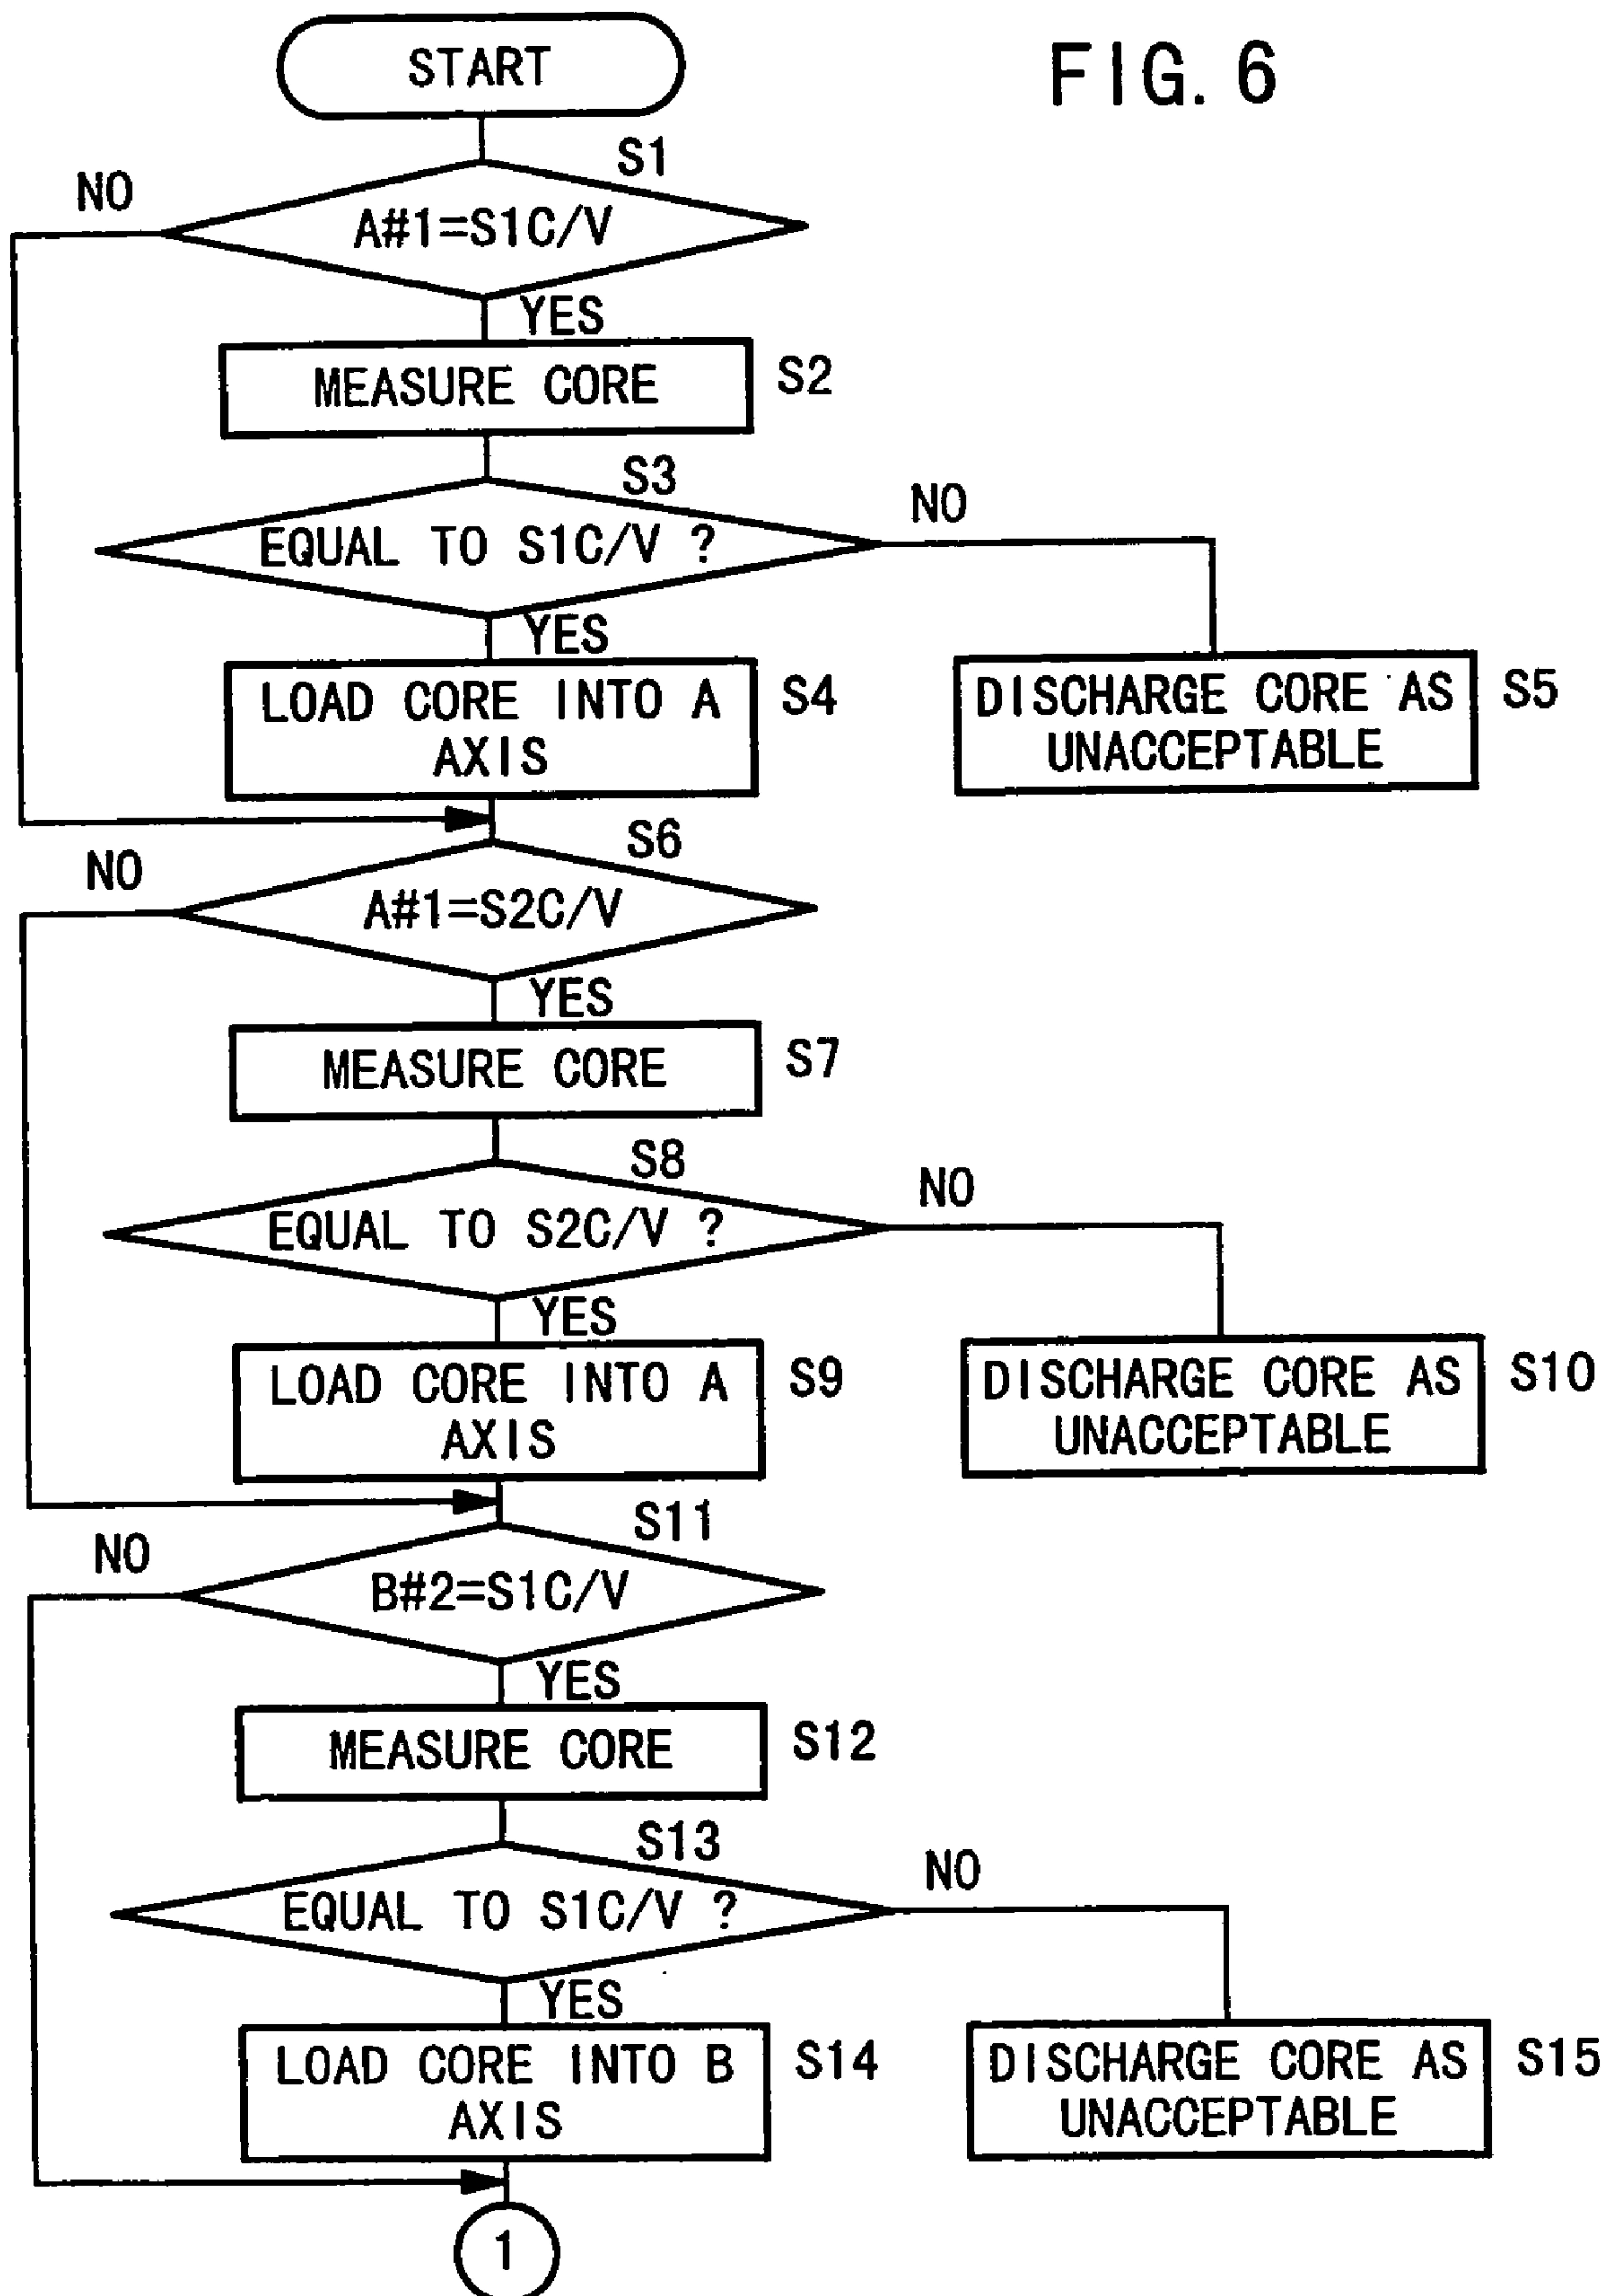 FIG. 6
START
S1
NO
A#1=S1C/V
YES
MEASURE CORE
S2
S3
NO
EQUAL TO S1C/V ?
YES
LOAD CORE INTO A
AXIS
S4
DISCHARGE CORE AS
UNACCEPTABLE
S5
S6
NO
A#1=S2C/V
YES
MEASURE CORE
S7
S8
NO
EQUAL TO S2C/V ?
YES
LOAD CORE INTO A
AXIS
S9
DISCHARGE CORE AS
UNACCEPTABLE
S10
S11
NO
B#2=S1C/V
YES
MEASURE CORE
S12
S13
NO
EQUAL TO S1C/V ?
YES
LOAD CORE INTO B
AXIS
S14
DISCHARGE CORE AS
UNACCEPTABLE
S15
1